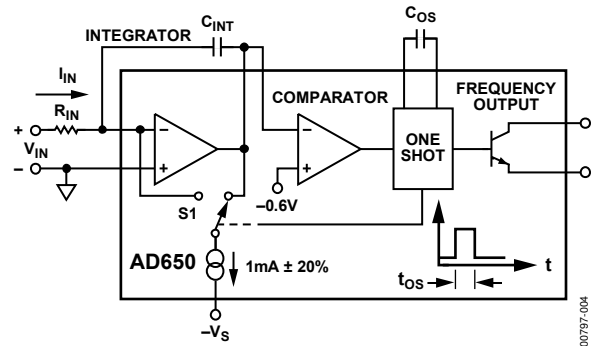 C_INT
C_OS
INTEGRATOR
I_IN
FREQUENCY
OUTPUT
COMPARATOR
R_IN
+
−
−
ONE
SHOT
V_IN
−
+
+
−0.6V
S1
AD650
1mA ± 20%
t
t_OS
−V_S
00797-004